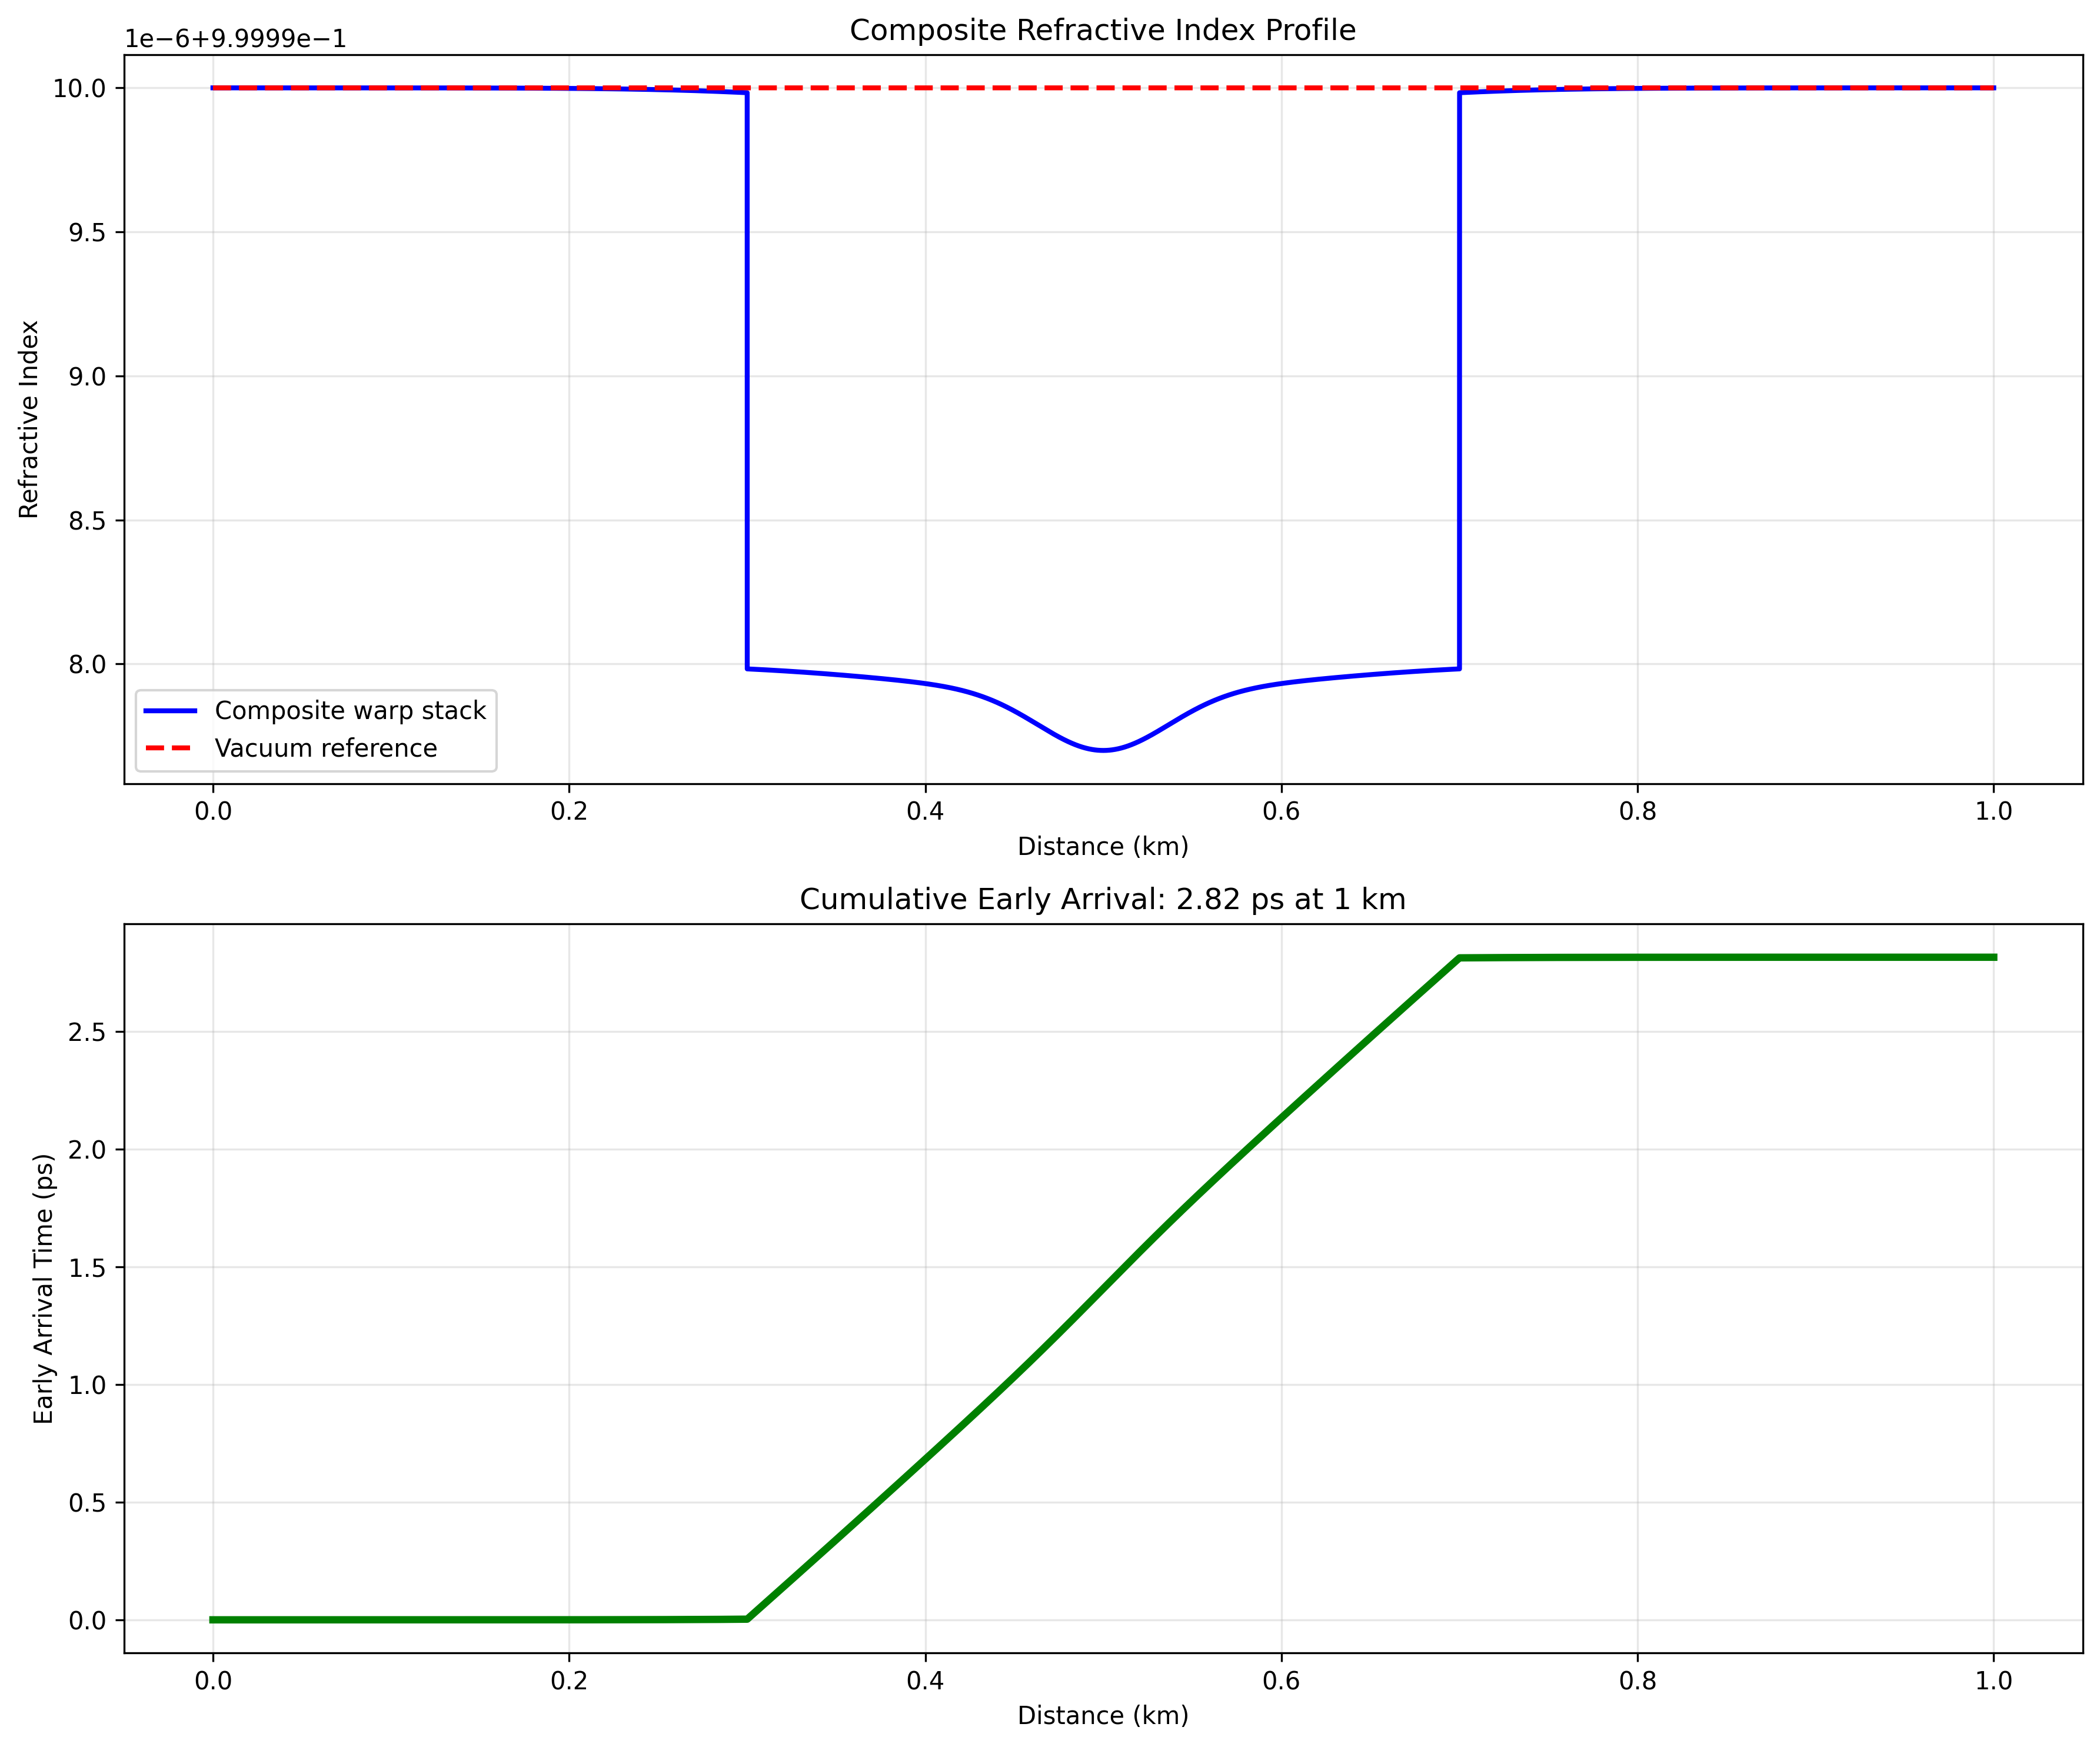 Composite Refractive Index Profile
1e−6+9.9999e−1
10.0
9.5
9.0
8.5
8.0
Refractive Index
Composite warp stack
Vacuum reference
0.0 0.2 0.4 0.6 0.8 1.0
Distance (km)
Cumulative Early Arrival: 2.82 ps at 1 km
2.5
2.0
1.5
1.0
0.5
0.0
Early Arrival Time (ps)
0.0 0.2 0.4 0.6 0.8 1.0
Distance (km)